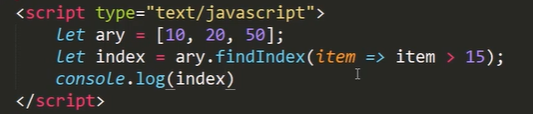 <script type="text/javascript">
let ary = [10, 20, 50];
let index = ary.findIndex(item => item > 15);
console.log(index)
</script>